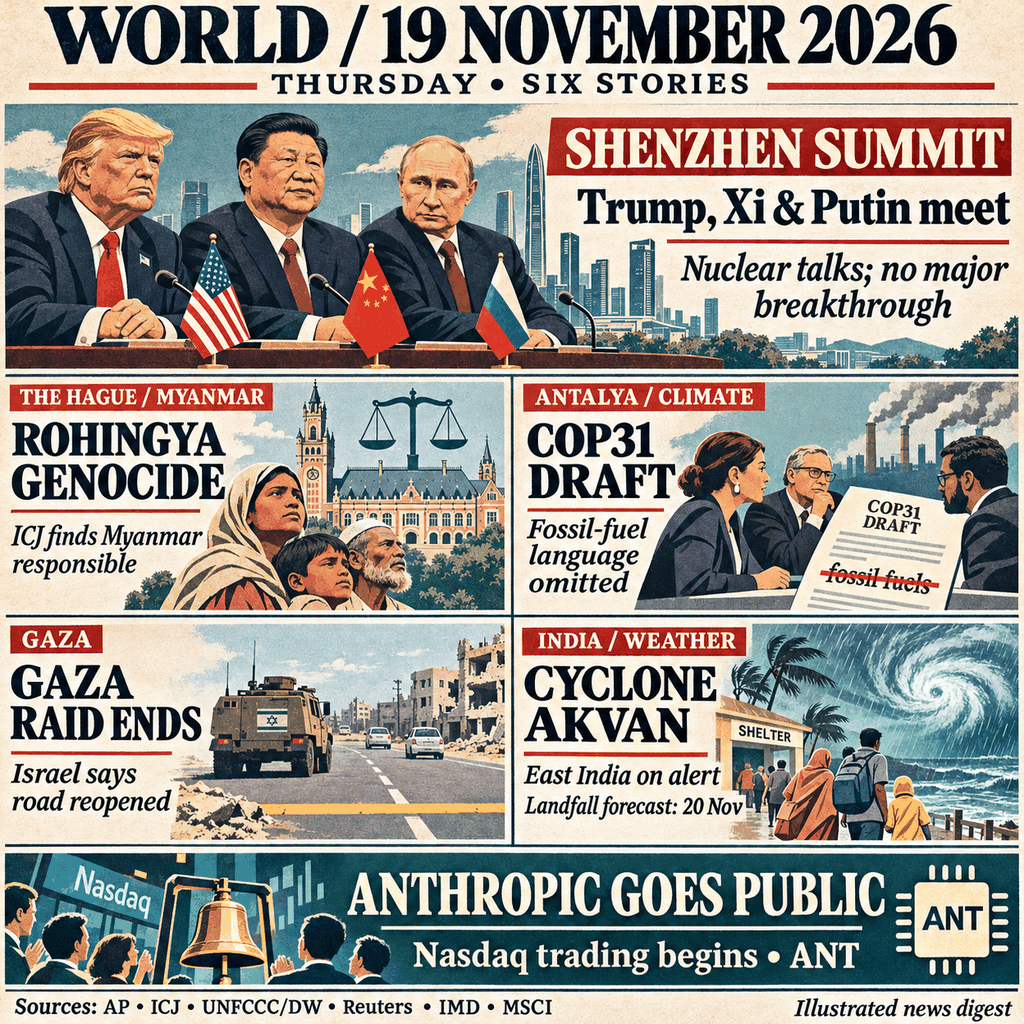 WORLD / 19 NOVEMBER 2026
THURSDAY • SIX STORIES
SHENZHEN SUMMIT
Trump, Xi & Putin meet
Nuclear talks; no major
breakthrough
THE HAGUE / MYANMAR
ROHINGYA
GENOCIDE
ICJ finds Myanmar
responsible
ANTALYA / CLIMATE
COP31
DRAFT
Fossil-fuel
language
omitted
COP31
DRAFT
fossil fuels
GAZA
GAZA
RAID ENDS
Israel says
road reopened
INDIA / WEATHER
CYCLONE
AKVAN
East India on alert
Landfall forecast: 20 Nov
SHELTER
Nasdaq
ANTHROPIC GOES PUBLIC
Nasdaq trading begins • ANT
ANT
Sources: AP • ICJ • UNFCCC/DW • Reuters • IMD • MSCI
Illustrated news digest